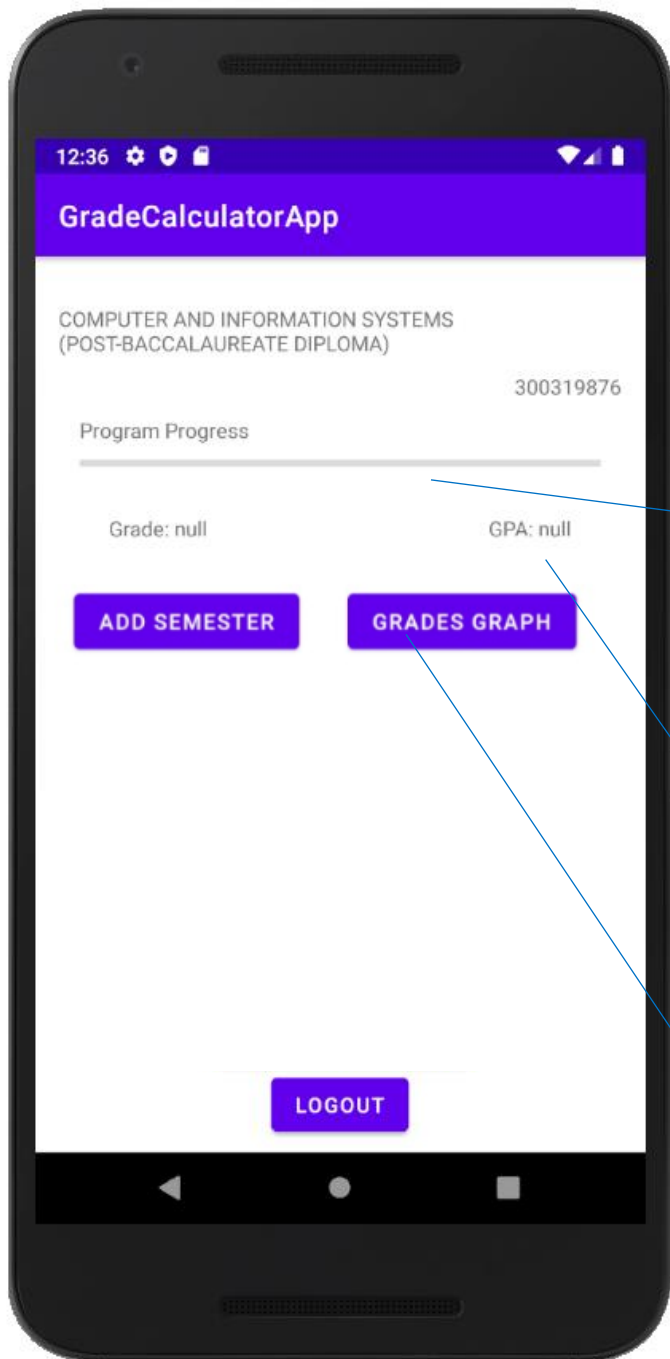 12:36
GradeCalculatorApp
COMPUTER AND INFORMATION SYSTEMS
(POST-BACCALAUREATE DIPLOMA)
300319876
Program Progress
Grade: null GPA: null
ADD SEMESTER GRADES GRAPH
LOGOUT